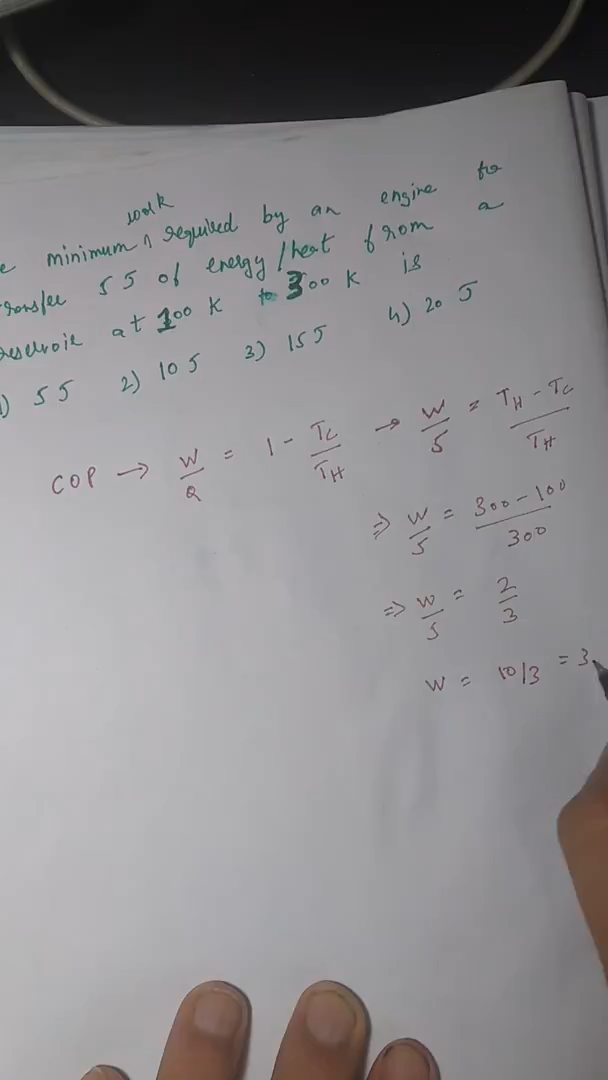 e minimum ^ work required by an engine for
transfer 5 J of energy/heat from a
reservoir at 100 K to 300 K is
) 5 J 2) 10 J 3) 15 J 4) 20 J
COP → W/Q = 1 - TC/TH → W/5 = TH - TC/TH
⇒ W/5 = 300 - 100/300
⇒ W/5 = 2/3
W = 10/3 = 3.